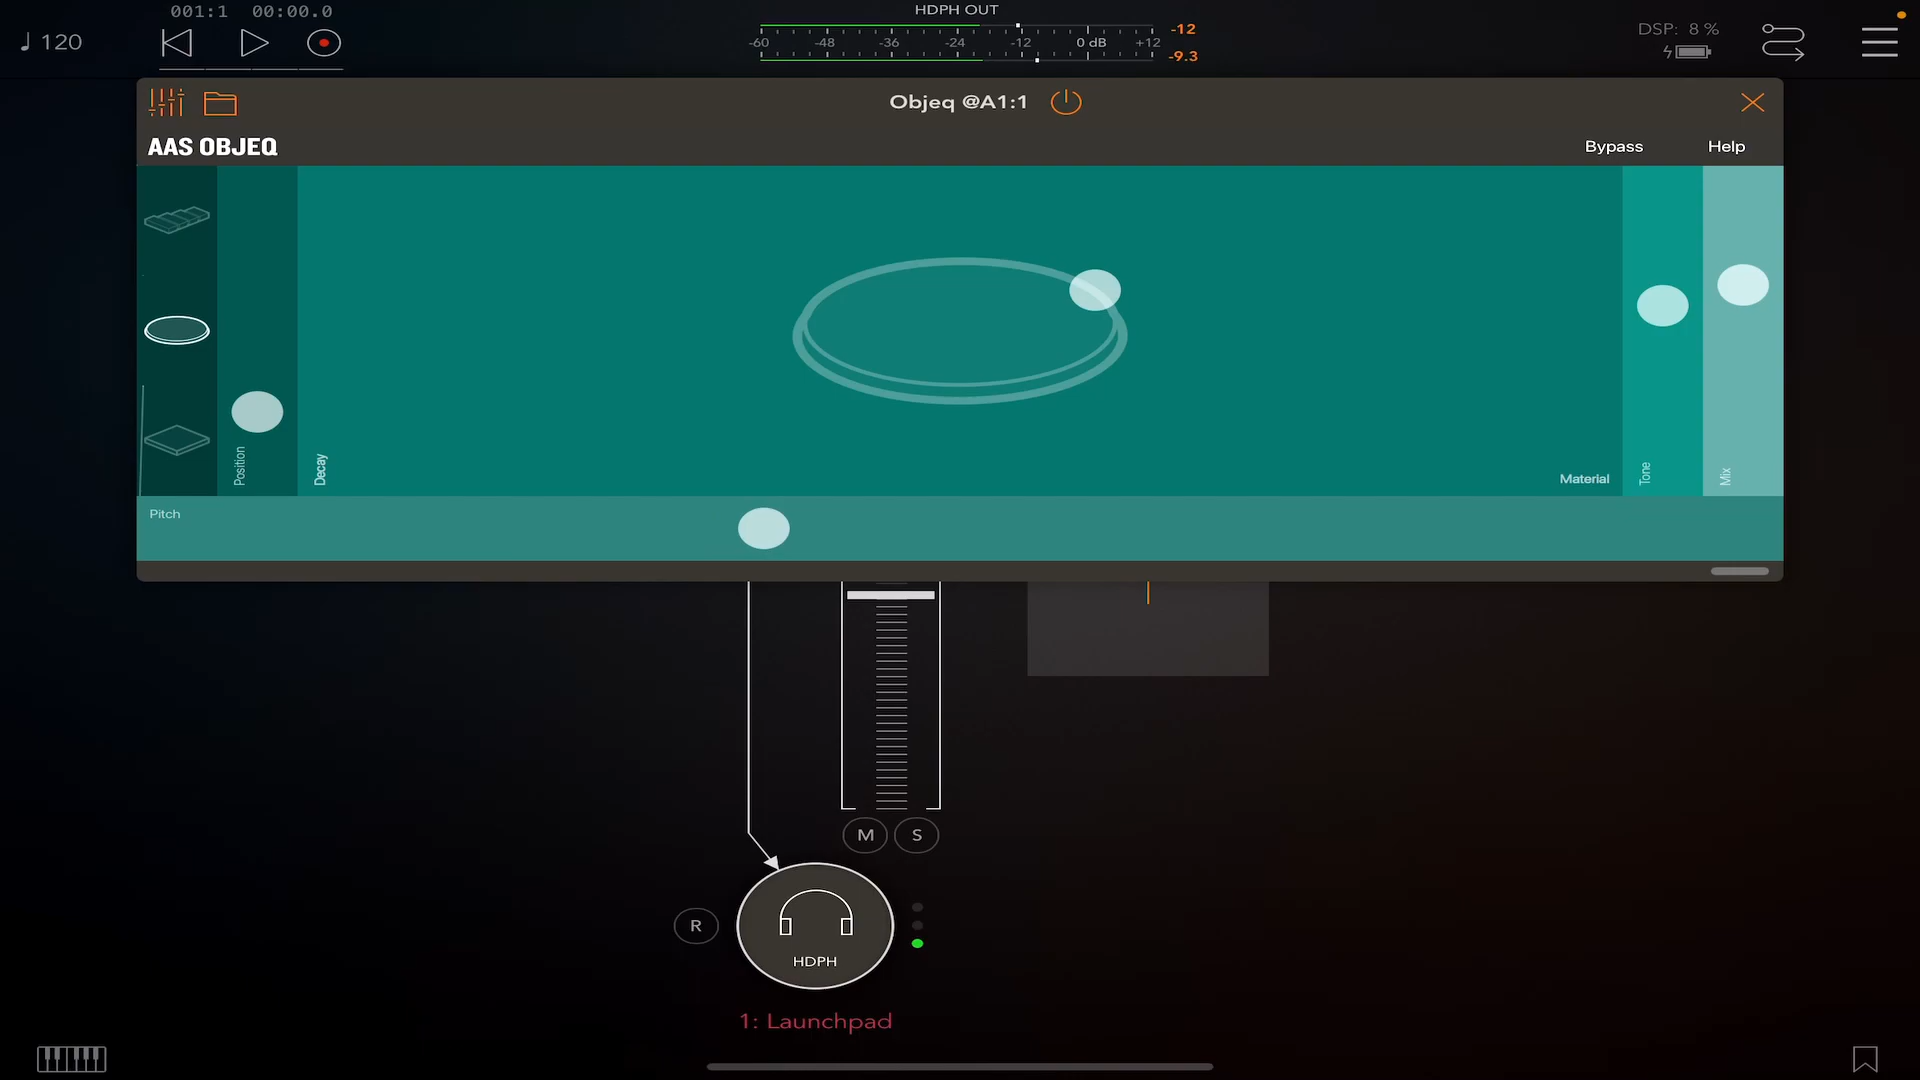 ♩ 120
001:1 00:00.0
HDPH OUT
-60 -48 -36 -24 -12 0 dB +12
-12
-9.3
DSP: 8 %
Objeq @A1:1
AAS OBJEQ
Bypass
Help
Position
Decay
Material
Tone
Mix
Pitch
M
S
R
HDPH
1: Launchpad